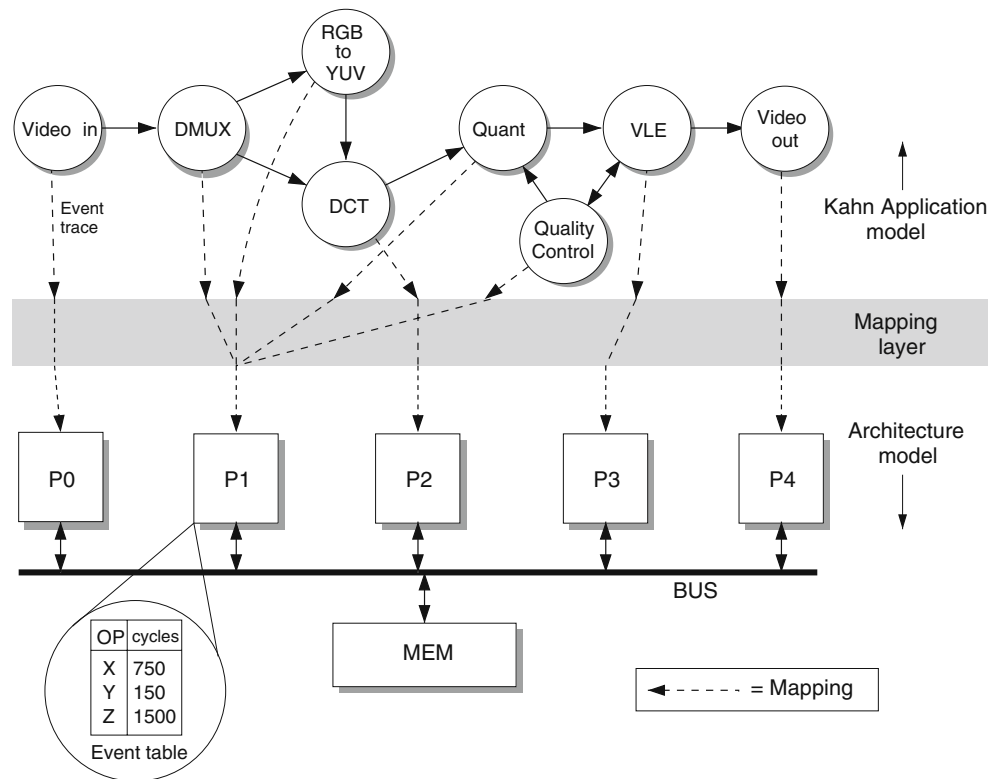 RGB
to
YUV
Video in
DMUX
Quant
VLE
Video
out
DCT
Quality
Control
Event
trace
Kahn Application
model
Mapping
layer
Architecture
model
P0
P1
P2
P3
P4
BUS
MEM
OP cycles
X 750
Y 150
Z 1500
Event table
= Mapping